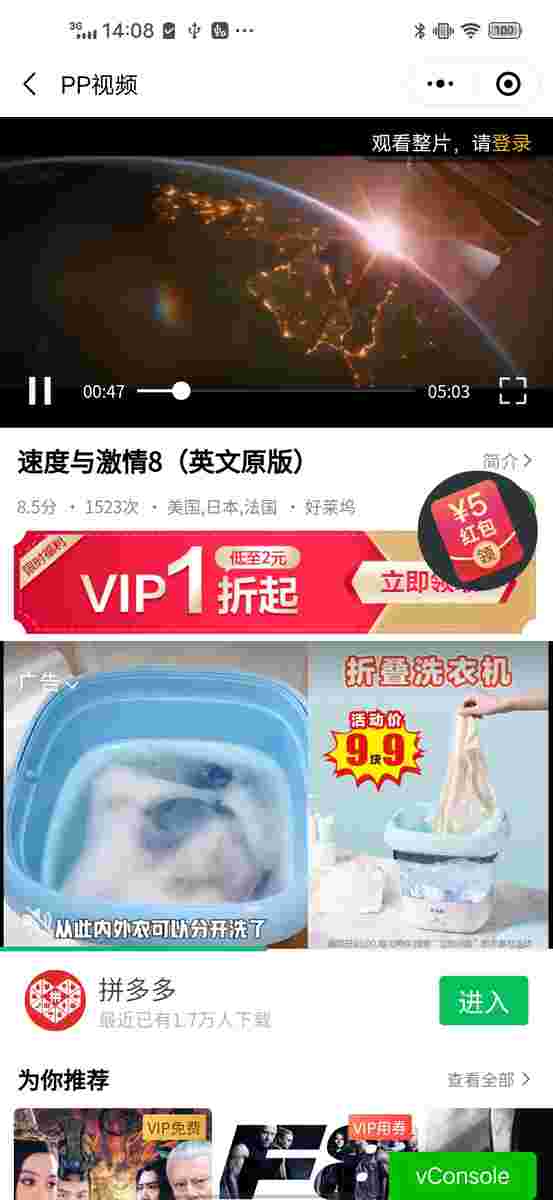 3G 14:08 100
PP视频
观看整片，请登录
00:47 05:03
速度与激情8（英文原版）
简介
8.5分 · 1523次 · 美国,日本,法国 · 好莱坞
¥5
红包
领
限时福利
低至2元
VIP1折起
立即领
广告
折叠洗衣机
活动价
9块9
从此内外衣可以分开洗了
拼多多
最近已有1.7万人下载
进入
为你推荐
查看全部
VIP免费
VIP用券
F8
vConsole